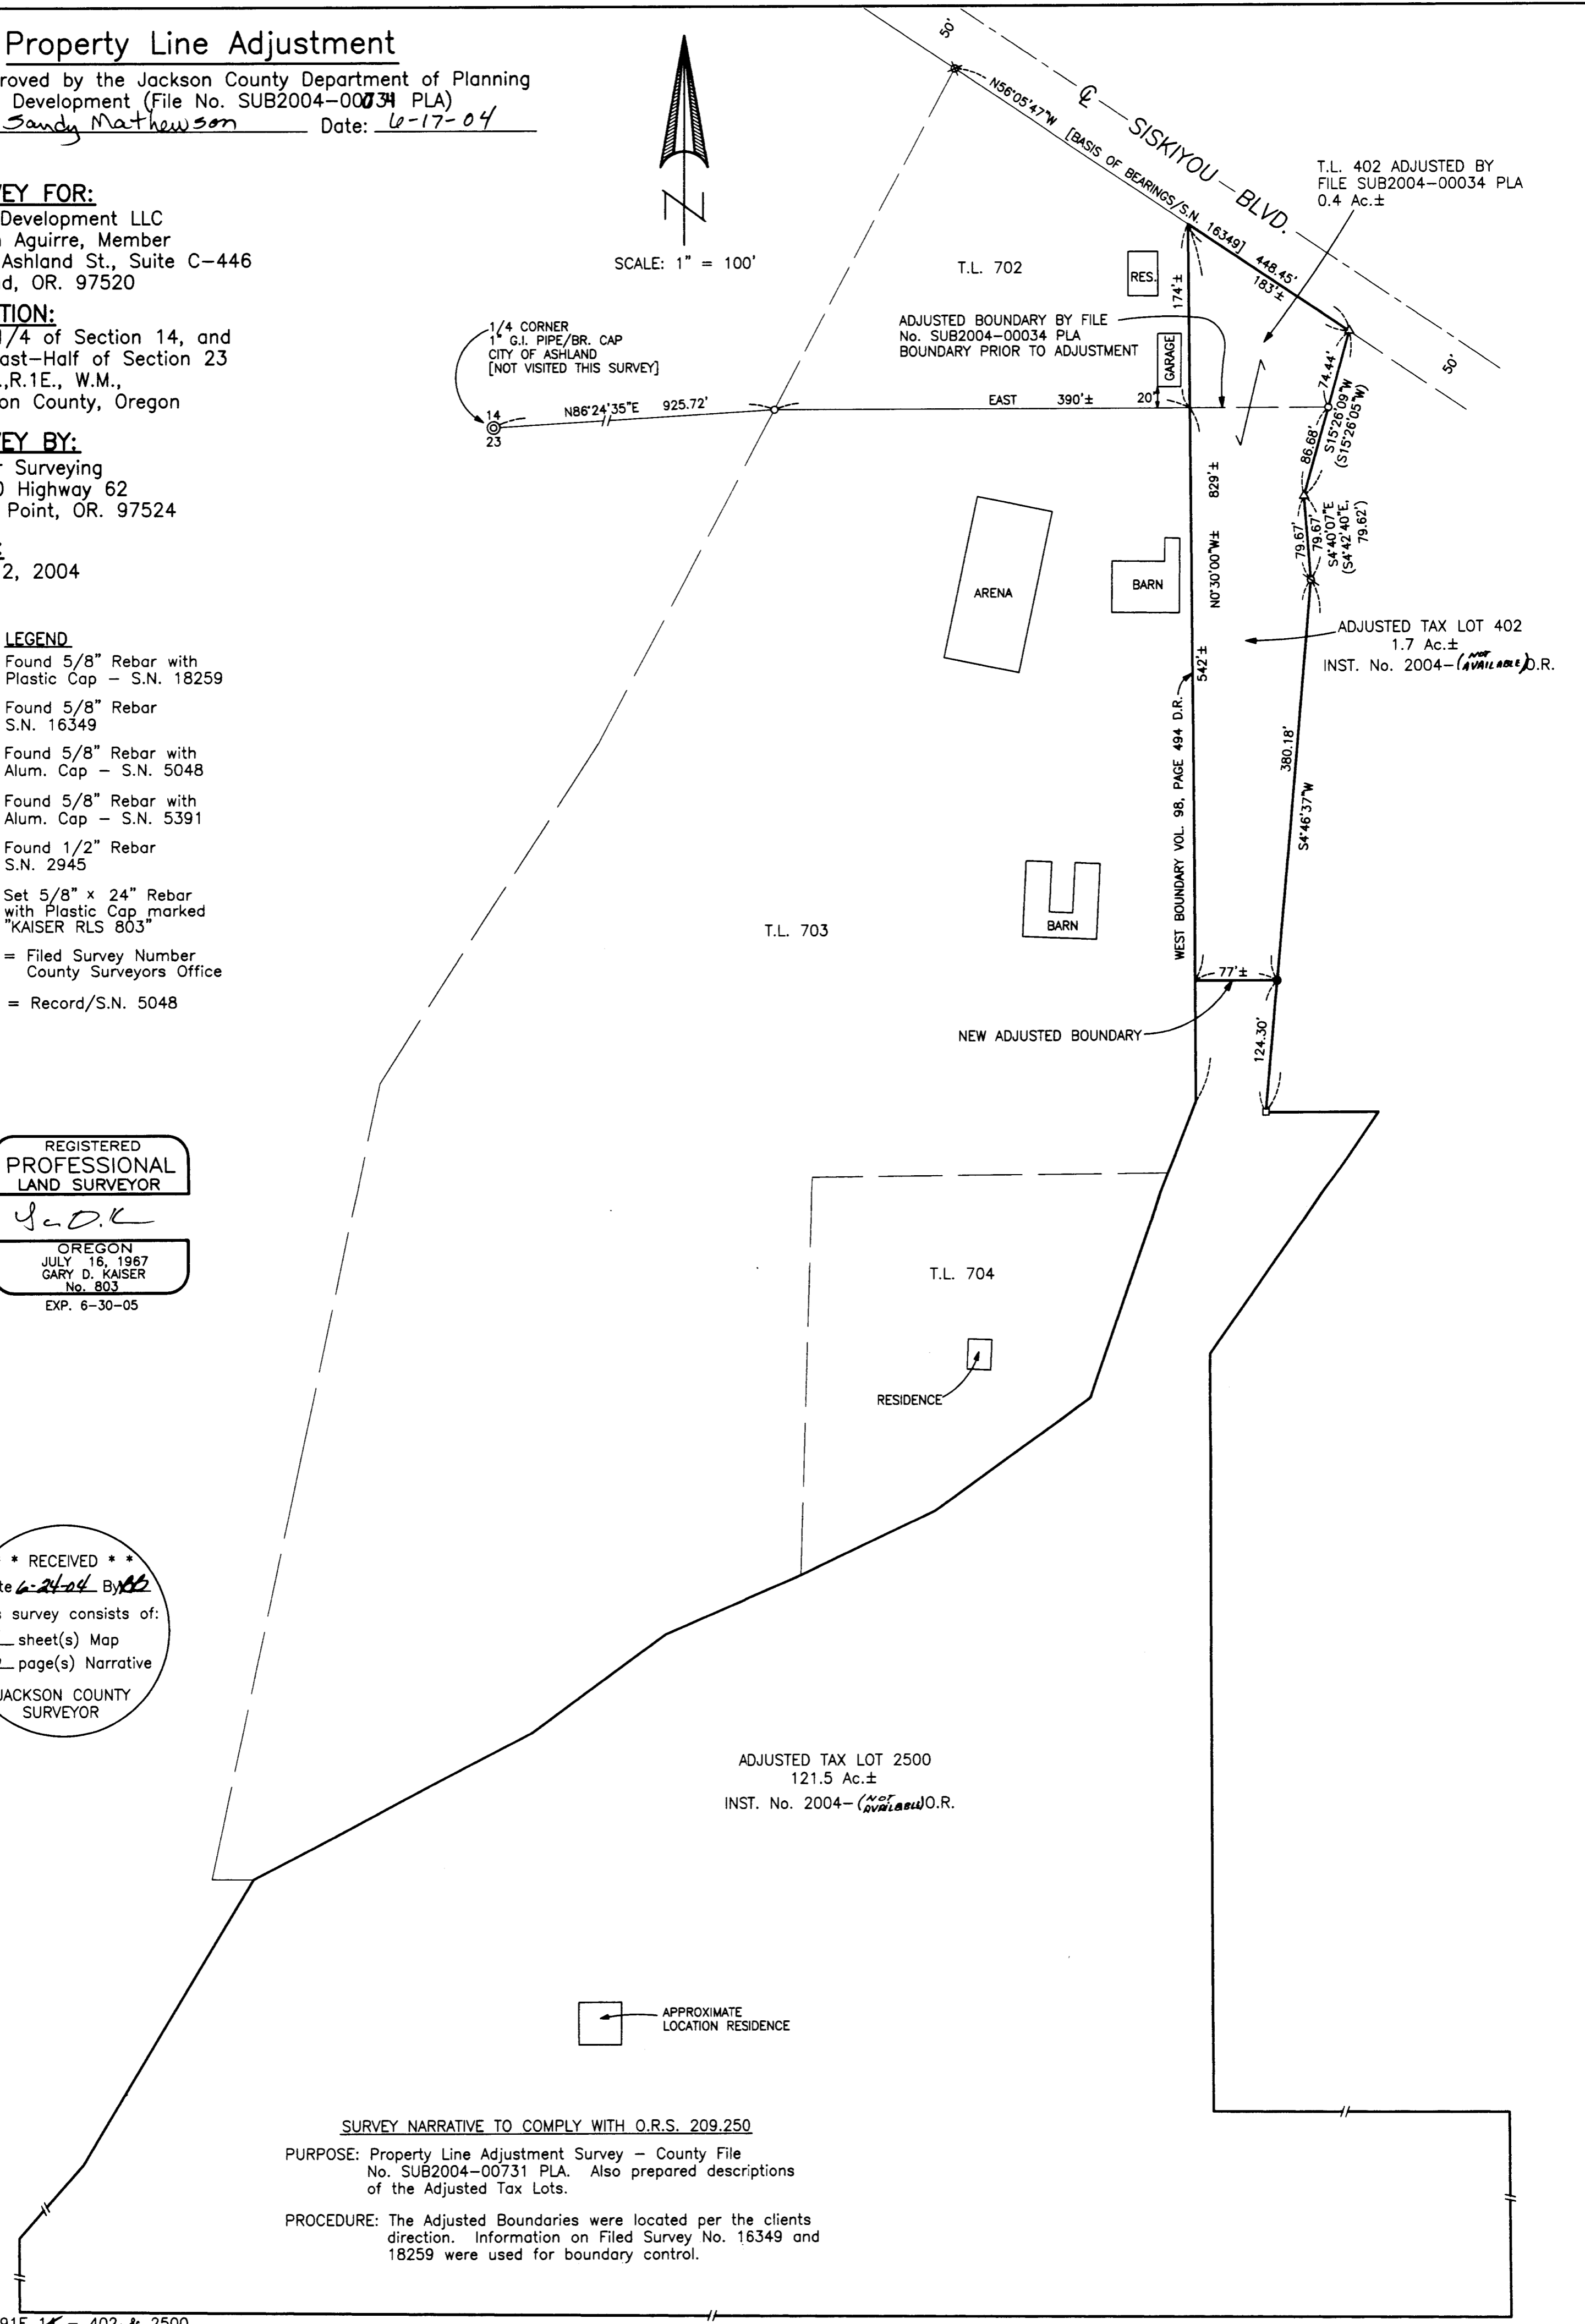 Property Line Adjustment
roved by the Jackson County Department of Planning
Development (File No. SUB2004-00731 PLA)
Sandy Mathewson Date: 6-17-04
VEY FOR:
Development LLC
Aguirre, Member
Ashland St., Suite C-446
d, OR. 97520
TION:
1/4 of Section 14, and
ast-Half of Section 23
.,R.1E., W.M.,
on County, Oregon
EY BY:
r Surveying
0 Highway 62
Point, OR. 97524
2, 2004
LEGEND
Found 5/8" Rebar with
Plastic Cap - S.N. 18259
Found 5/8" Rebar
S.N. 16349
Found 5/8" Rebar with
Alum. Cap - S.N. 5048
Found 5/8" Rebar with
Alum. Cap - S.N. 5391
Found 1/2" Rebar
S.N. 2945
Set 5/8" x 24" Rebar
with Plastic Cap marked
"KAISER RLS 803"
= Filed Survey Number
County Surveyors Office
= Record/S.N. 5048
REGISTERED
PROFESSIONAL
LAND SURVEYOR
OREGON
JULY 16, 1967
GARY D. KAISER
No. 803
EXP. 6-30-05
* RECEIVED * *
te 6-24-04 By
s survey consists of:
sheet(s) Map
page(s) Narrative
JACKSON COUNTY
SURVEYOR
N
SCALE: 1" = 100'
1/4 CORNER
1" G.I. PIPE/BR. CAP
CITY OF ASHLAND
[NOT VISITED THIS SURVEY]
14
23
N86°24'35"E 925.72'
EAST 390'±
20'
50'
N56°05'47"W [BASIS OF BEARINGS/S.N. 16349]
448.45'
183'±
℄ SISKIYOU BLVD.
50'
T.L. 402 ADJUSTED BY
FILE SUB2004-00034 PLA
0.4 Ac.±
T.L. 702
RES.
174'±
GARAGE
ADJUSTED BOUNDARY BY FILE
No. SUB2004-00034 PLA
BOUNDARY PRIOR TO ADJUSTMENT
74.44'
S15°26'09"W
(S15°26'05"W)
86.68'
79.67'
79.67'
S4°40'07"E
(S4°42'40"E,
79.62')
829'±
N0°30'00"W±
542'±
ARENA
BARN
ADJUSTED TAX LOT 402
1.7 Ac.±
INST. No. 2004-(NOT AVAILABLE)O.R.
WEST BOUNDARY VOL. 98, PAGE 494 D.R.
380.18'
S4°46'37"W
T.L. 703
BARN
77'±
NEW ADJUSTED BOUNDARY
124.30'
T.L. 704
RESIDENCE
ADJUSTED TAX LOT 2500
121.5 Ac.±
INST. No. 2004-(NOT AVAILABLE)O.R.
APPROXIMATE
LOCATION RESIDENCE
SURVEY NARRATIVE TO COMPLY WITH O.R.S. 209.250
PURPOSE: Property Line Adjustment Survey - County File
No. SUB2004-00731 PLA. Also prepared descriptions
of the Adjusted Tax Lots.
PROCEDURE: The Adjusted Boundaries were located per the clients
direction. Information on Filed Survey No. 16349 and
18259 were used for boundary control.
402 & 2500